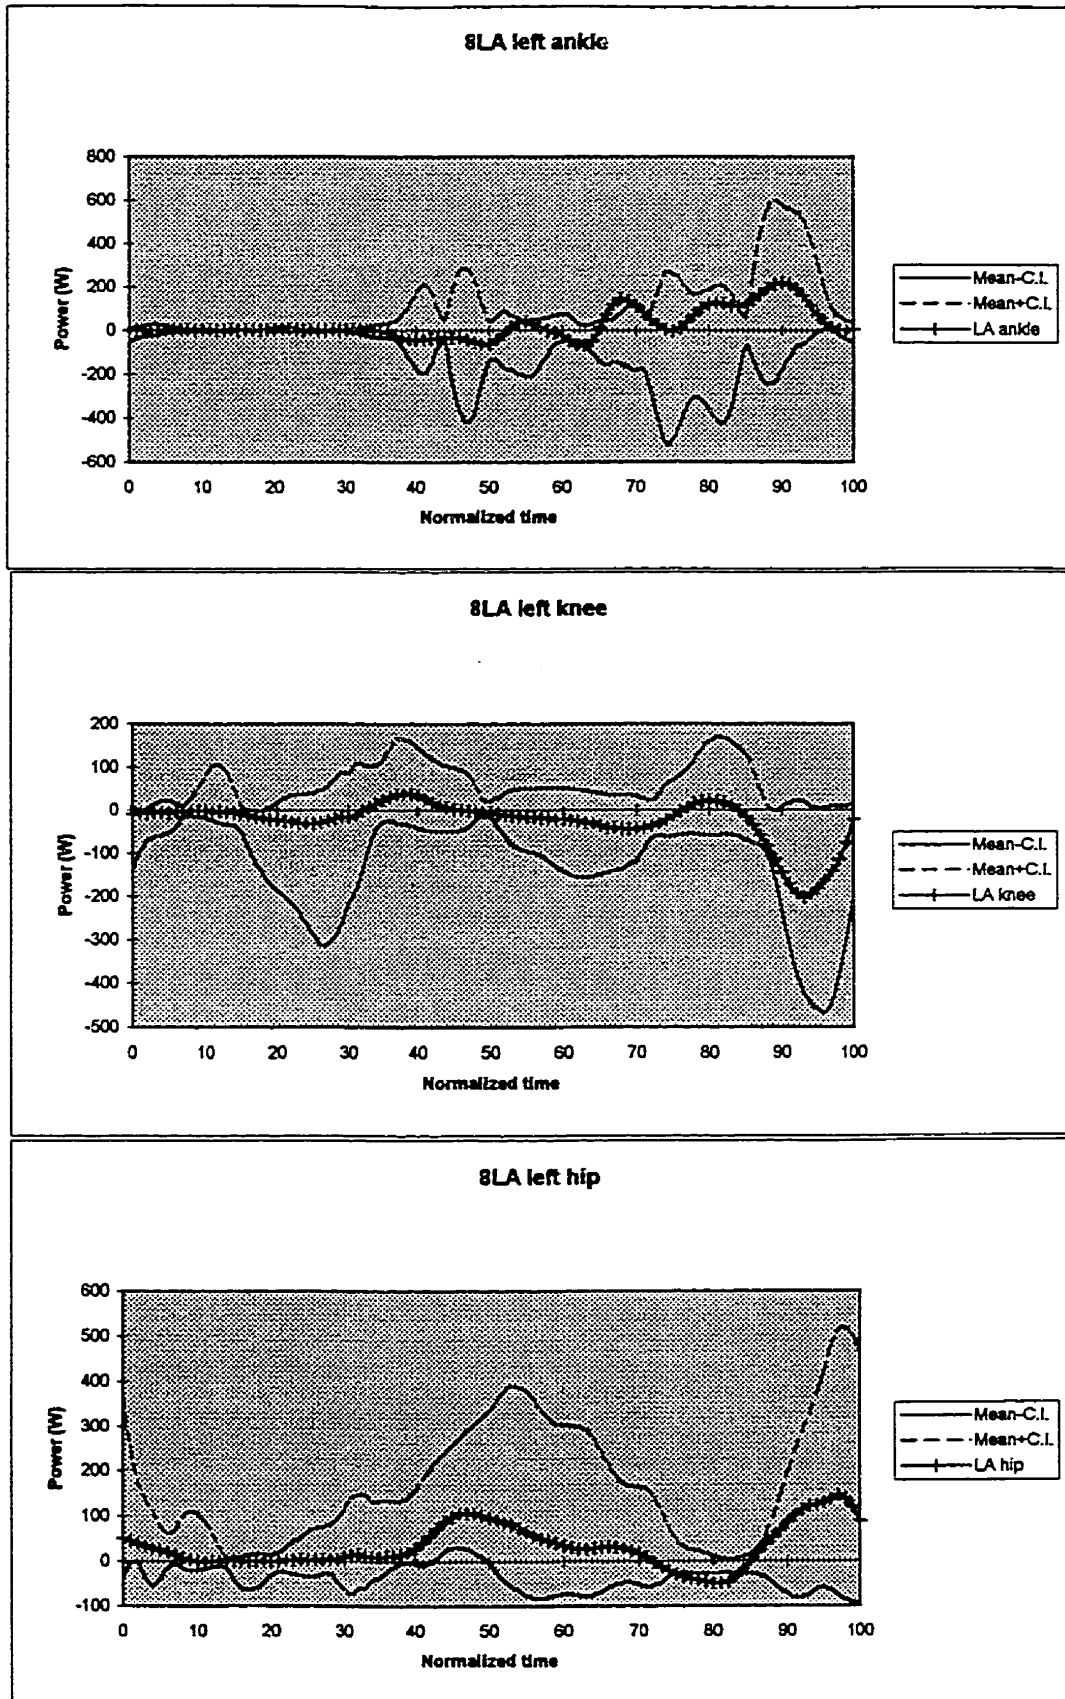 8LA left ankle
800
600
400
200
0
-200
-400
-600
Power (W)
0 10 20 30 40 50 60 70 80 90 100
Normalized time
Mean-C.I.
Mean+C.I.
LA ankle
8LA left knee
200
100
0
-100
-200
-300
-400
-500
Power (W)
0 10 20 30 40 50 60 70 80 90 100
Normalized time
Mean-C.I.
Mean+C.I.
LA knee
8LA left hip
600
500
400
300
200
100
0
-100
Power (W)
0 10 20 30 40 50 60 70 80 90 100
Normalized time
Mean-C.I.
Mean+C.I.
LA hip